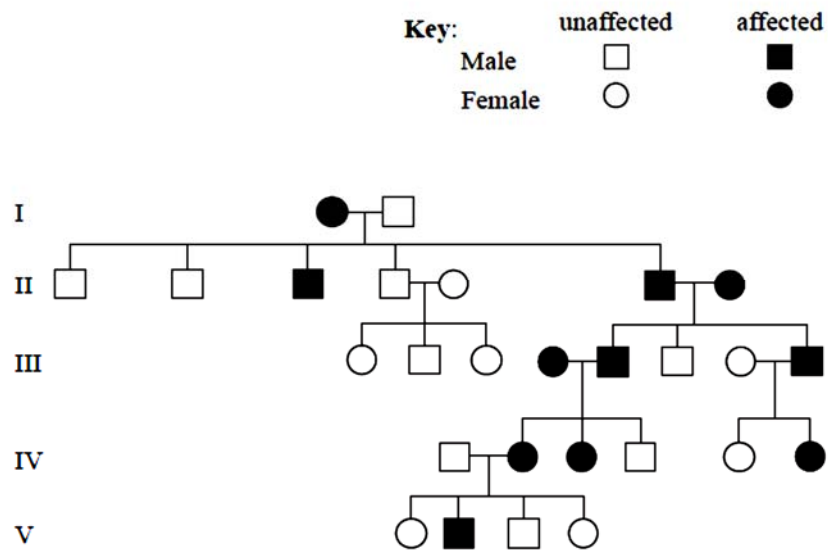 Key: unaffected affected
Male
Female
I
II
III
IV
V